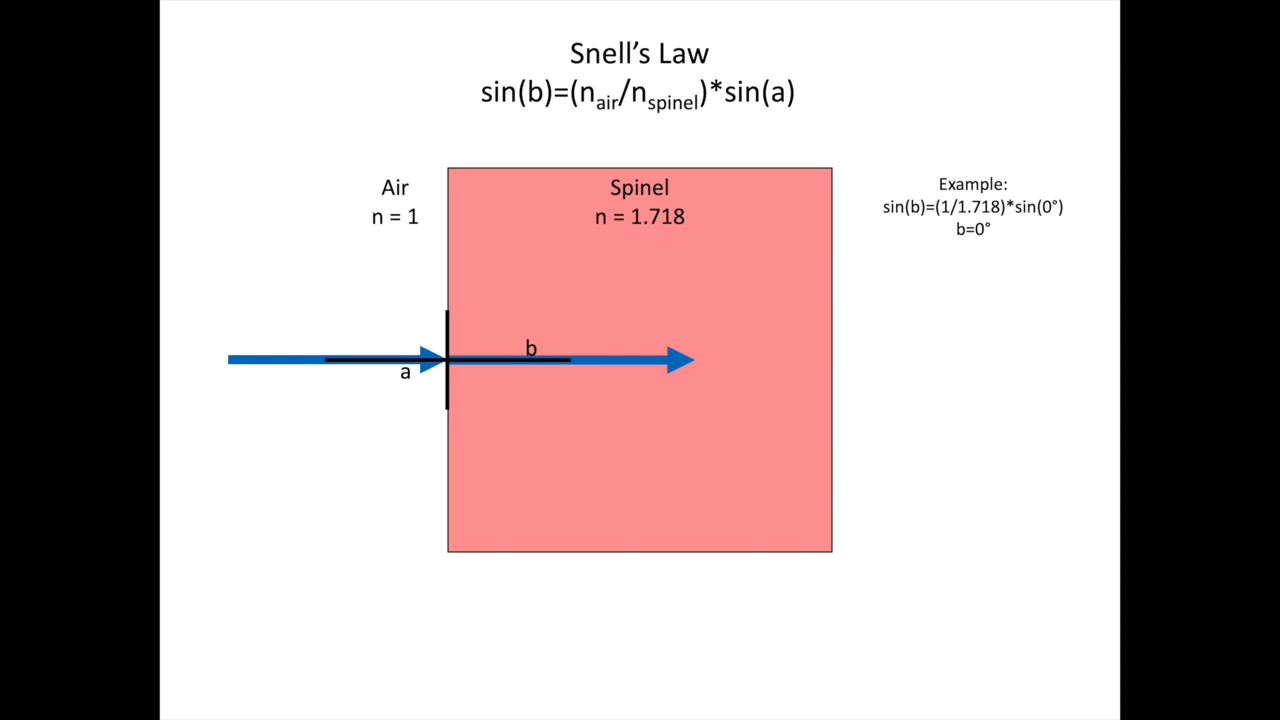 Snell’s Law
sin(b)=(nair/nspinel)*sin(a)
Air
n = 1
Spinel
n = 1.718
Example:
sin(b)=(1/1.718)*sin(0°)
b=0°
b
a